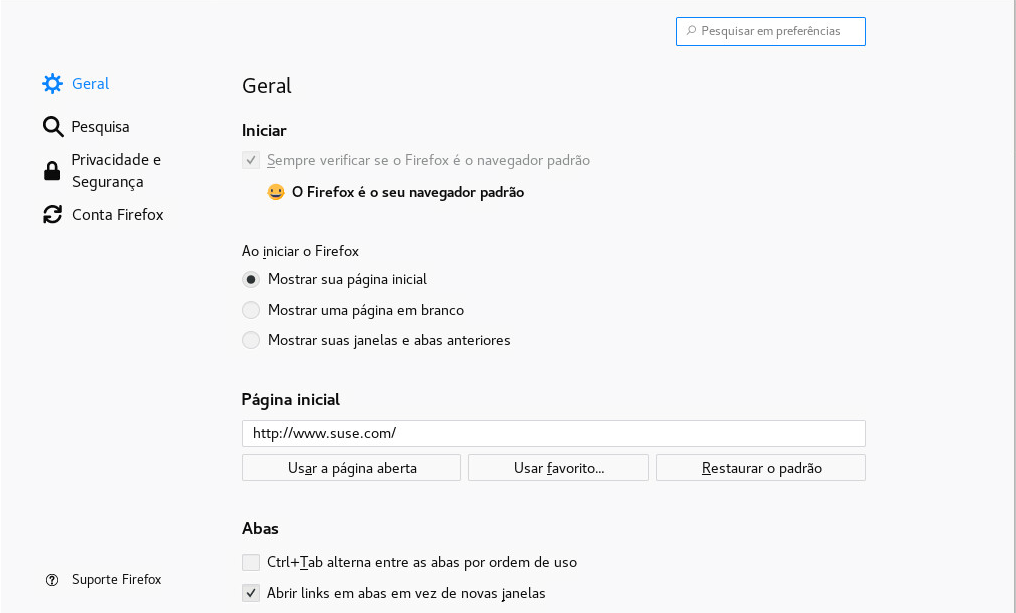 Pesquisar em preferências
Geral
Pesquisa
Privacidade e
Segurança
Conta Firefox
Suporte Firefox
Geral
Iniciar
Sempre verificar se o Firefox é o navegador padrão
O Firefox é o seu navegador padrão
Ao iniciar o Firefox
Mostrar sua página inicial
Mostrar uma página em branco
Mostrar suas janelas e abas anteriores
Página inicial
http://www.suse.com/
Usar a página aberta
Usar favorito...
Restaurar o padrão
Abas
Ctrl+Tab alterna entre as abas por ordem de uso
Abrir links em abas em vez de novas janelas